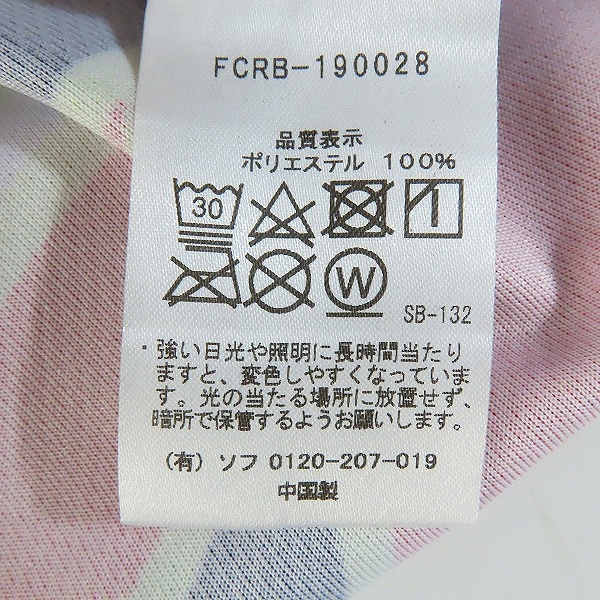 FCRB-190028
品質表示
ポリエステル 100%
30
W
SB-132
・強い日光や照明に長時間当たり
ますと、変色しやすくなっていま
す。光の当たる場所に放置せず、
暗所で保管するようお願いします。
(有) ソフ 0120-207-019
中国製